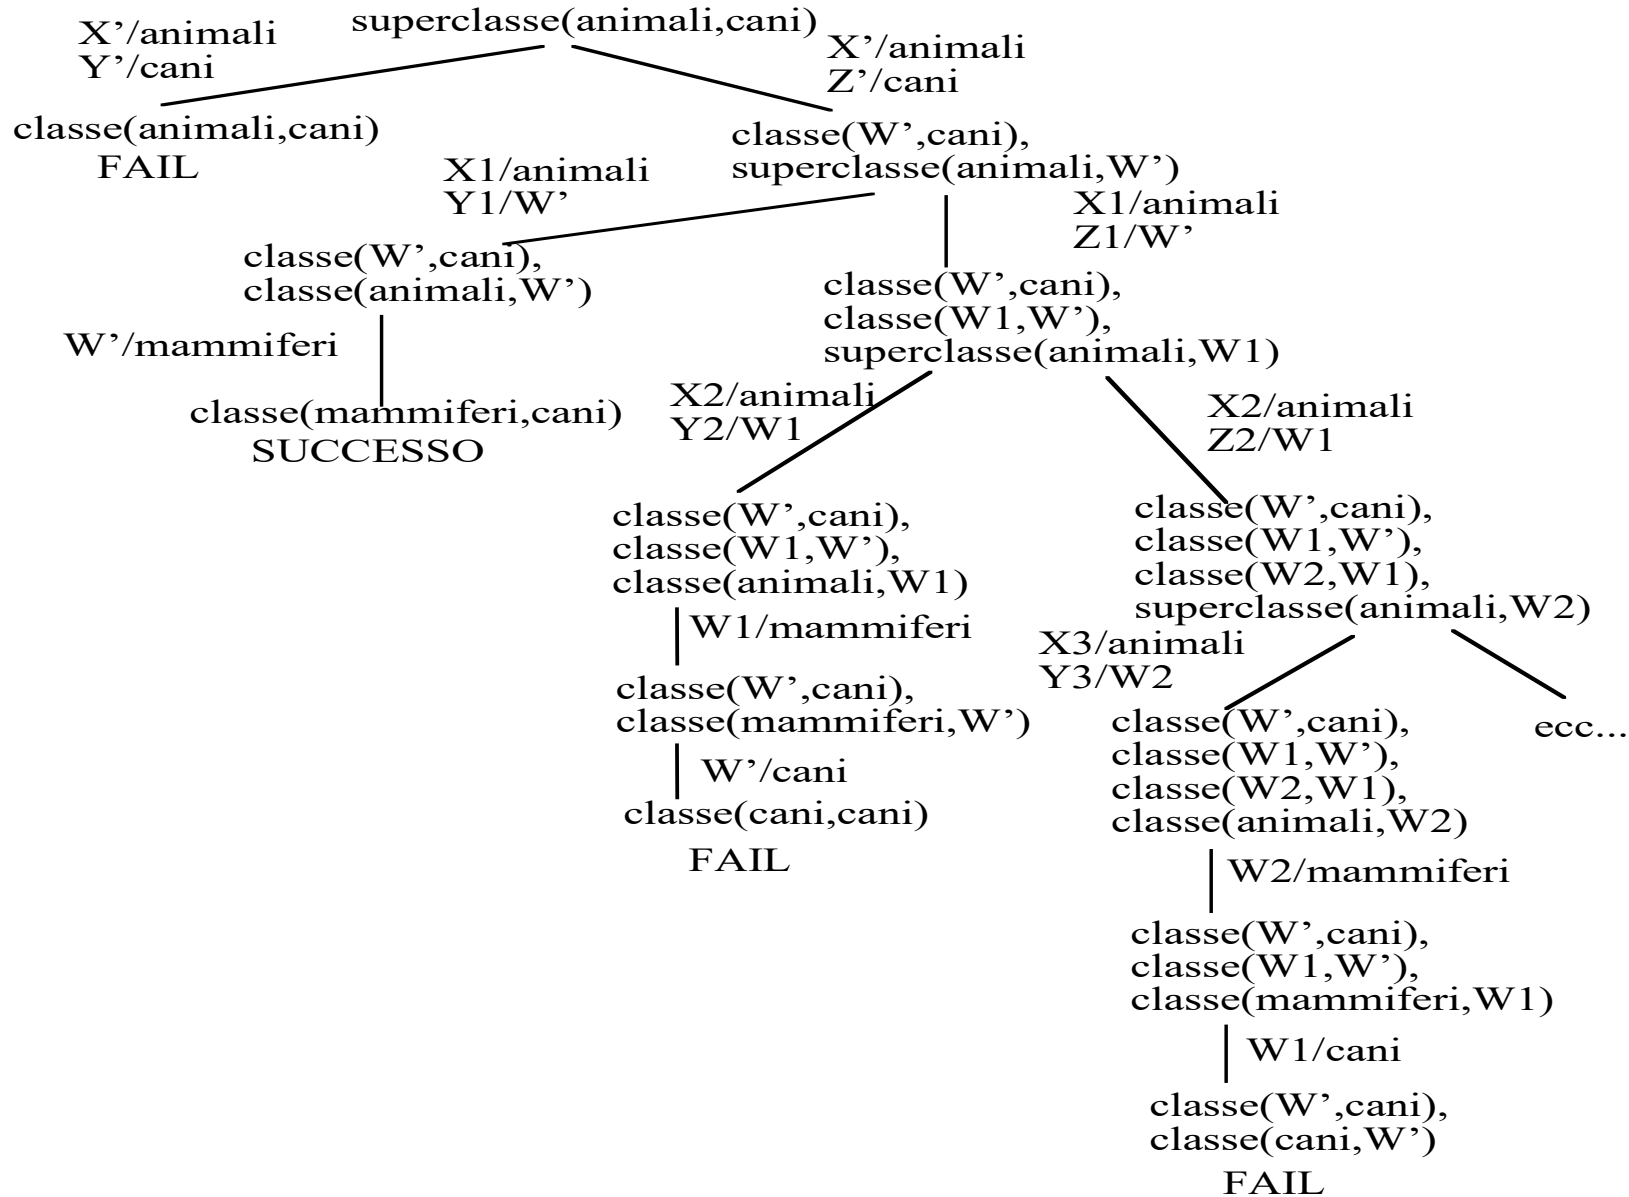 superclasse(animali,cani)
X’/animali
Y’/cani
X’/animali
Z’/cani
classe(animali,cani)
FAIL
classe(W’,cani),
superclasse(animali,W’)
X1/animali
Y1/W’
X1/animali
Z1/W’
classe(W’,cani),
classe(animali,W’)
W’/mammiferi
classe(mammiferi,cani)
SUCCESSO
classe(W’,cani),
classe(W1,W’),
superclasse(animali,W1)
X2/animali
Y2/W1
X2/animali
Z2/W1
classe(W’,cani),
classe(W1,W’),
classe(animali,W1)
W1/mammiferi
classe(W’,cani),
classe(mammiferi,W’)
W’/cani
classe(cani,cani)
FAIL
classe(W’,cani),
classe(W1,W’),
classe(W2,W1),
superclasse(animali,W2)
X3/animali
Y3/W2
ecc...
classe(W’,cani),
classe(W1,W’),
classe(W2,W1),
classe(animali,W2)
W2/mammiferi
classe(W’,cani),
classe(W1,W’),
classe(mammiferi,W1)
W1/cani
classe(W’,cani),
classe(cani,W’)
FAIL